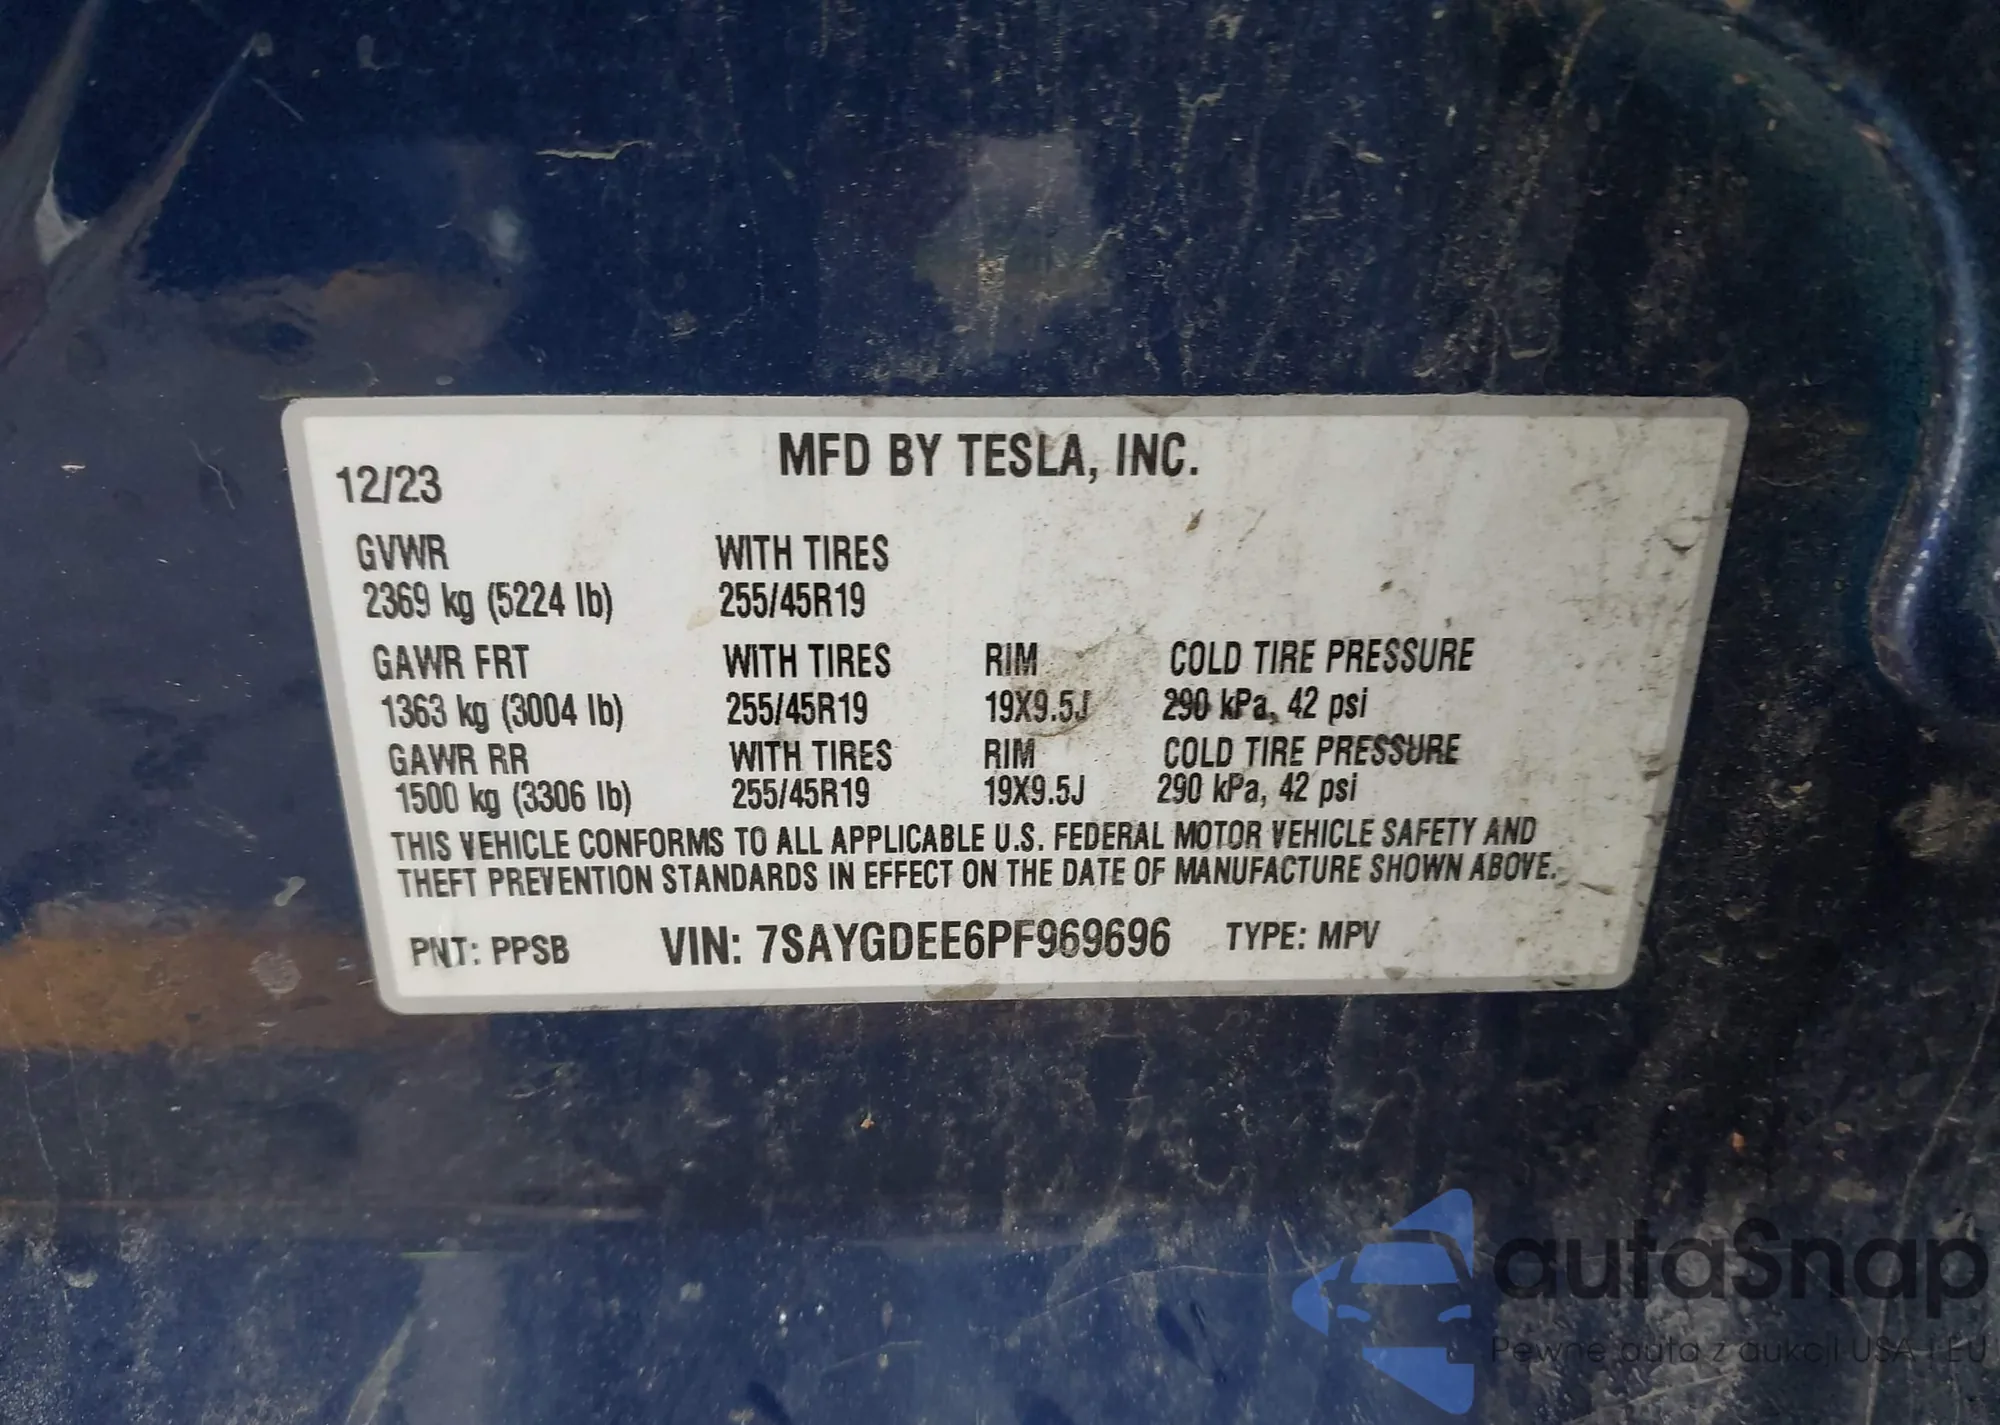 MFD BY TESLA, INC.
12/23
GVWR WITH TIRES
2369 kg (5224 lb) 255/45R19
GAWR FRT WITH TIRES RIM COLD TIRE PRESSURE
1363 kg (3004 lb) 255/45R19 19X9.5J 290 kPa, 42 psi
GAWR RR WITH TIRES RIM COLD TIRE PRESSURE
1500 kg (3306 lb) 255/45R19 19X9.5J 290 kPa, 42 psi
THIS VEHICLE CONFORMS TO ALL APPLICABLE U.S. FEDERAL MOTOR VEHICLE SAFETY AND
THEFT PREVENTION STANDARDS IN EFFECT ON THE DATE OF MANUFACTURE SHOWN ABOVE.
PNT: PPSB VIN: 7SAYGDEE6PF969696 TYPE: MPV
autaSnap
Pewne auta z aukcji USA i EU